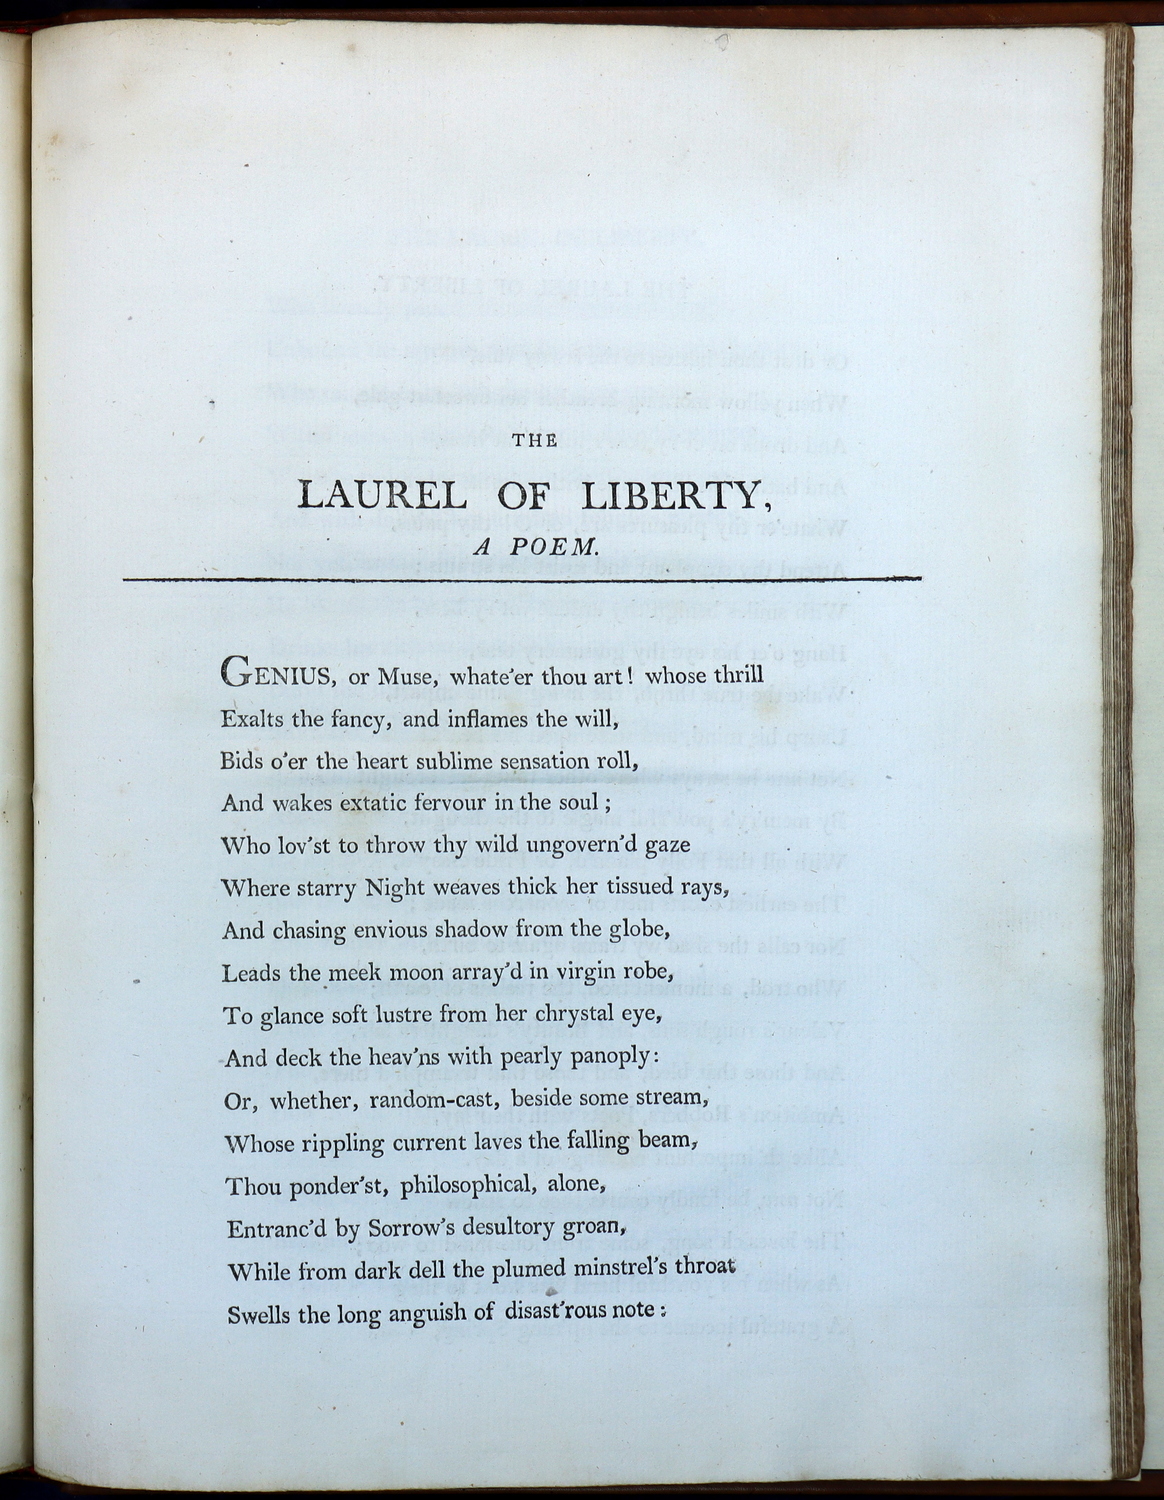 THE
LAUREL OF LIBERTY,
A POEM.
GENIUS, or Muse, whate'er thou art! whose thrill
Exalts the fancy, and inflames the will,
Bids o'er the heart sublime sensation roll,
And wakes extatic fervour in the soul;
Who lov'st to throw thy wild ungovern'd gaze
Where starry Night weaves thick her tissued rays,
And chasing envious shadow from the globe,
Leads the meek moon array'd in virgin robe,
To glance soft lustre from her chrystal eye,
And deck the heav'ns with pearly panoply:
Or, whether, random-cast, beside some stream,
Whose rippling current laves the falling beam,
Thou ponder'st, philosophical, alone,
Entranc'd by Sorrow's desultory groan,
While from dark dell the plumed minstrel's throat
Swells the long anguish of disast'rous note: